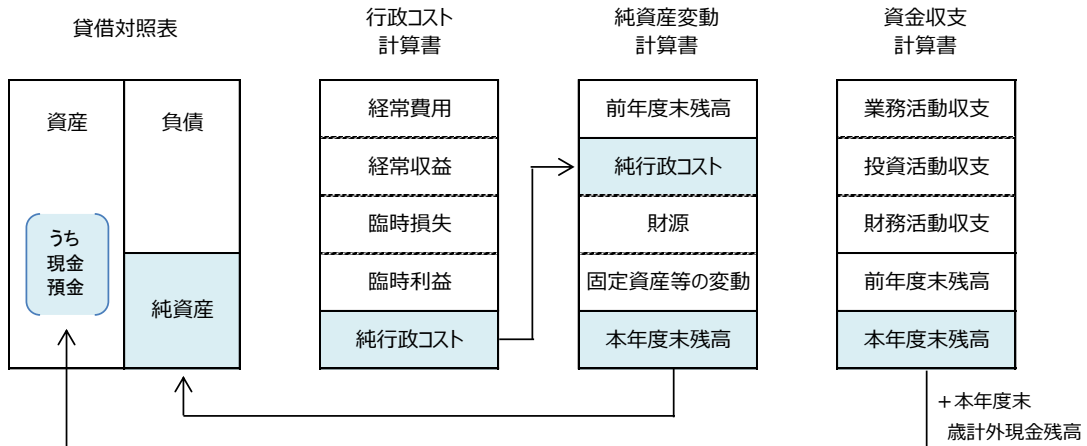 貸借対照表
資産
負債
うち
現金
預金
純資産
行政コスト
計算書
経常費用
経常収益
臨時損失
臨時利益
純行政コスト
純資産変動
計算書
前年度末残高
純行政コスト
財源
固定資産等の変動
本年度末残高
資金収支
計算書
業務活動収支
投資活動収支
財務活動収支
前年度末残高
本年度末残高
+本年度末
歳計外現金残高